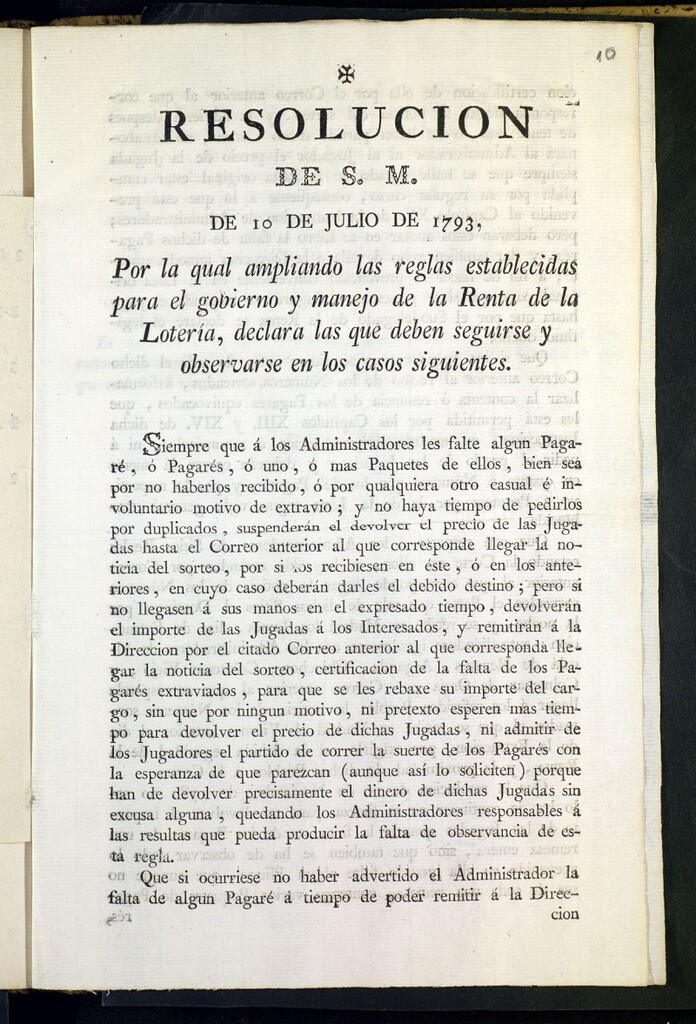 10
✠
RESOLUCION
DE S. M.
DE 10 DE JULIO DE 1793,
Por la qual ampliando las reglas establecidas
para el gobierno y manejo de la Renta de la
Lotería, declara las que deben seguirse y
observarse en los casos siguientes.
Siempre que á los Administradores les falte algun Paga-
ré, ó Pagarés, ó uno, ó mas Paquetes de ellos, bien sea
por no haberlos recibido, ó por qualquiera otro casual é in-
voluntario motivo de extravio; y no haya tiempo de pedirlos
por duplicados, suspenderán el devolver el precio de las Juga-
das hasta el Correo anterior al que corresponde llegar la no-
ticia del sorteo, por si los recibiesen en éste, ó en los ante-
riores, en cuyo caso deberán darles el debido destino; pero si
no llegasen á sus manos en el expresado tiempo, devolverán
el importe de las Jugadas á los Interesados, y remitirán á la
Direccion por el citado Correo anterior al que corresponda lle-
gar la noticia del sorteo, certificacion de la falta de los Pa-
garés extraviados, para que se les rebaxe su importe del car-
go, sin que por ningun motivo, ni pretexto esperen mas tiem-
po para devolver el precio de dichas Jugadas, ni admitir de
los Jugadores el partido de correr la suerte de los Pagarés con
la esperanza de que parezcan (aunque así lo soliciten) porque
han de devolver precisamente el dinero de dichas Jugadas sin
excusa alguna, quedando los Administradores responsables á
las resultas que pueda producir la falta de observancia de es-
ta regla.
Que si ocurriese no haber advertido el Administrador la
falta de algun Pagaré á tiempo de poder remitir á la Direc-
cion